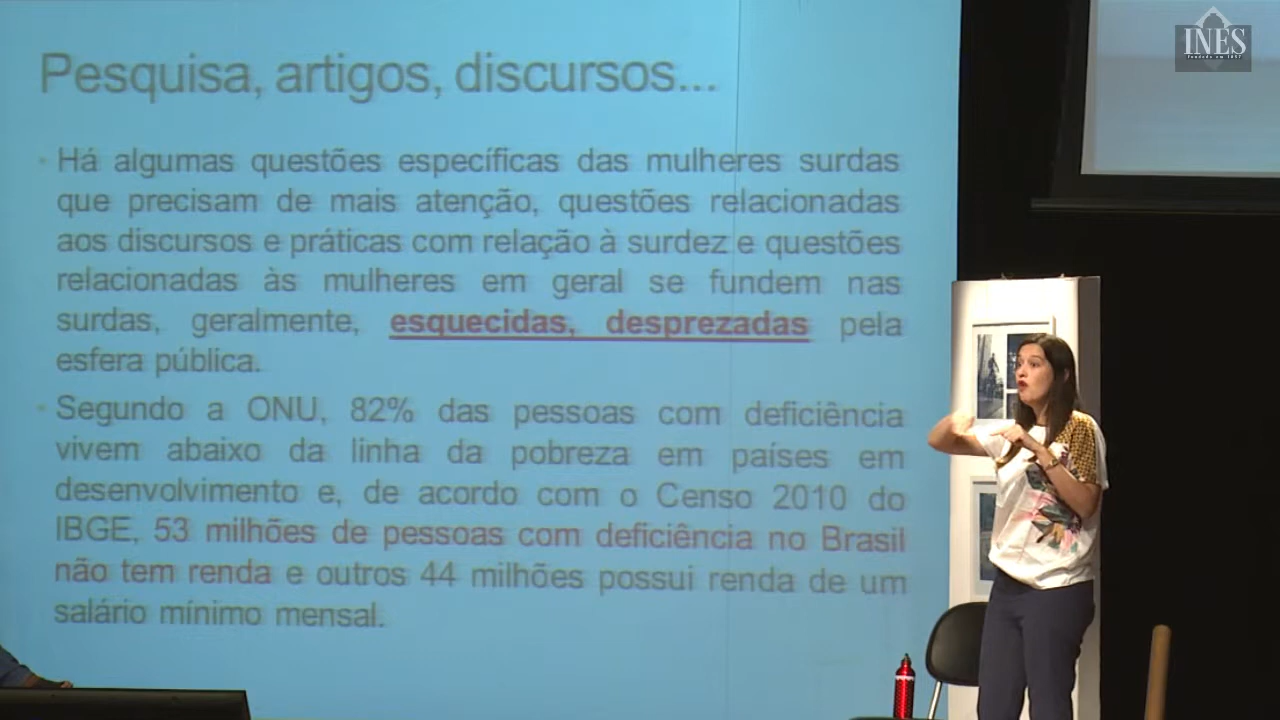 INES
fundado em 1857
Pesquisa, artigos, discursos...
Há algumas questões específicas das mulheres surdas
que precisam de mais atenção, questões relacionadas
aos discursos e práticas com relação à surdez e questões
relacionadas às mulheres em geral se fundem nas
surdas, geralmente, esquecidas, desprezadas pela
esfera pública.
Segundo a ONU, 82% das pessoas com deficiência
vivem abaixo da linha da pobreza em países em
desenvolvimento e, de acordo com o Censo 2010 do
IBGE, 53 milhões de pessoas com deficiência no Brasil
não tem renda e outros 44 milhões possui renda de um
salário mínimo mensal.